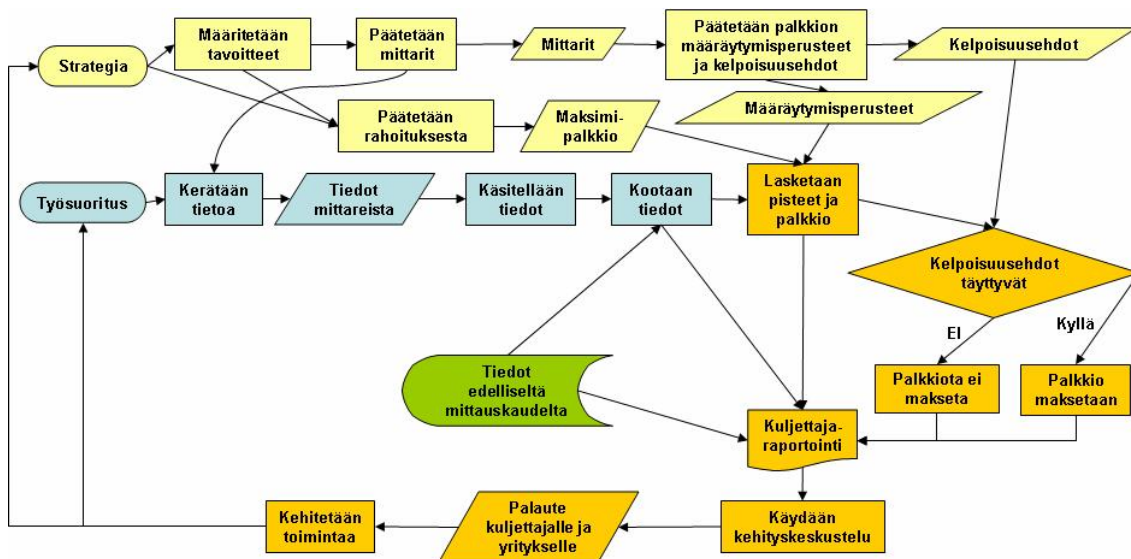 Strategia
Määritetään
tavoitteet
Päätetään
mittarit
Mittarit
Päätetään palkkion
määräytymisperusteet
ja kelpoisuusehdot
Kelpoisuusehdot
Päätetään
rahoituksesta
Maksimi-
palkkio
Määräytymisperusteet
Työsuoritus
Kerätään
tietoa
Tiedot
mittareista
Käsitellään
tiedot
Kootaan
tiedot
Lasketaan
pisteet ja
palkkio
Kelpoisuusehdot
täyttyvät
EI
Kyllä
Tiedot
edelliseltä
mittauskaudelta
Palkkiota ei
makseta
Palkkio
maksetaan
Kuljettaja-
raportointi
Kehitetään
toimintaa
Palaute
kuljettajalle ja
yritykselle
Käydään
kehityskeskustelu